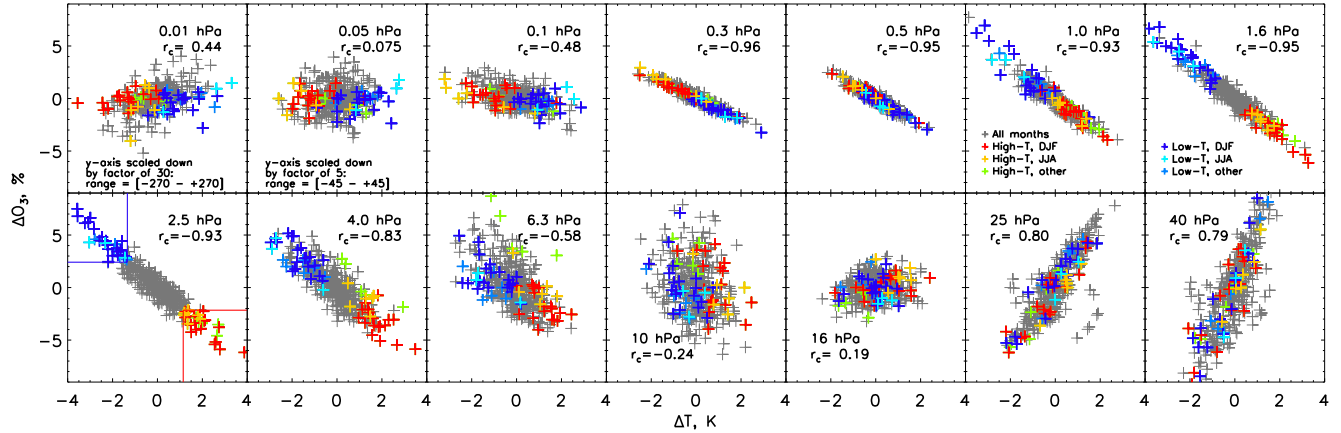 0.01 hPa
r_c = 0.44
y-axis scaled down
by factor of 30:
range = [-270 - +270]
0.05 hPa
r_c = 0.075
y-axis scaled down
by factor of 5:
range = [-45 - +45]
0.1 hPa
r_c=-0.48
0.3 hPa
r_c=-0.96
0.5 hPa
r_c=-0.95
1.0 hPa
r_c=-0.93
All months
High-T, DJF
High-T, JJA
High-T, other
1.6 hPa
r_c=-0.95
Low-T, DJF
Low-T, JJA
Low-T, other
5
0
-5
ΔO₃, %
2.5 hPa
r_c=-0.93
4.0 hPa
r_c=-0.83
6.3 hPa
r_c=-0.58
10 hPa
r_c=-0.24
16 hPa
r_c= 0.19
25 hPa
r_c= 0.80
40 hPa
r_c= 0.79
5
0
-5
-4 -2 0 2 4 -2 0 2 4 -2 0 2 4 -2 0 2 4 -2 0 2 4 -2 0 2 4 -2 0 2 4
ΔT, K